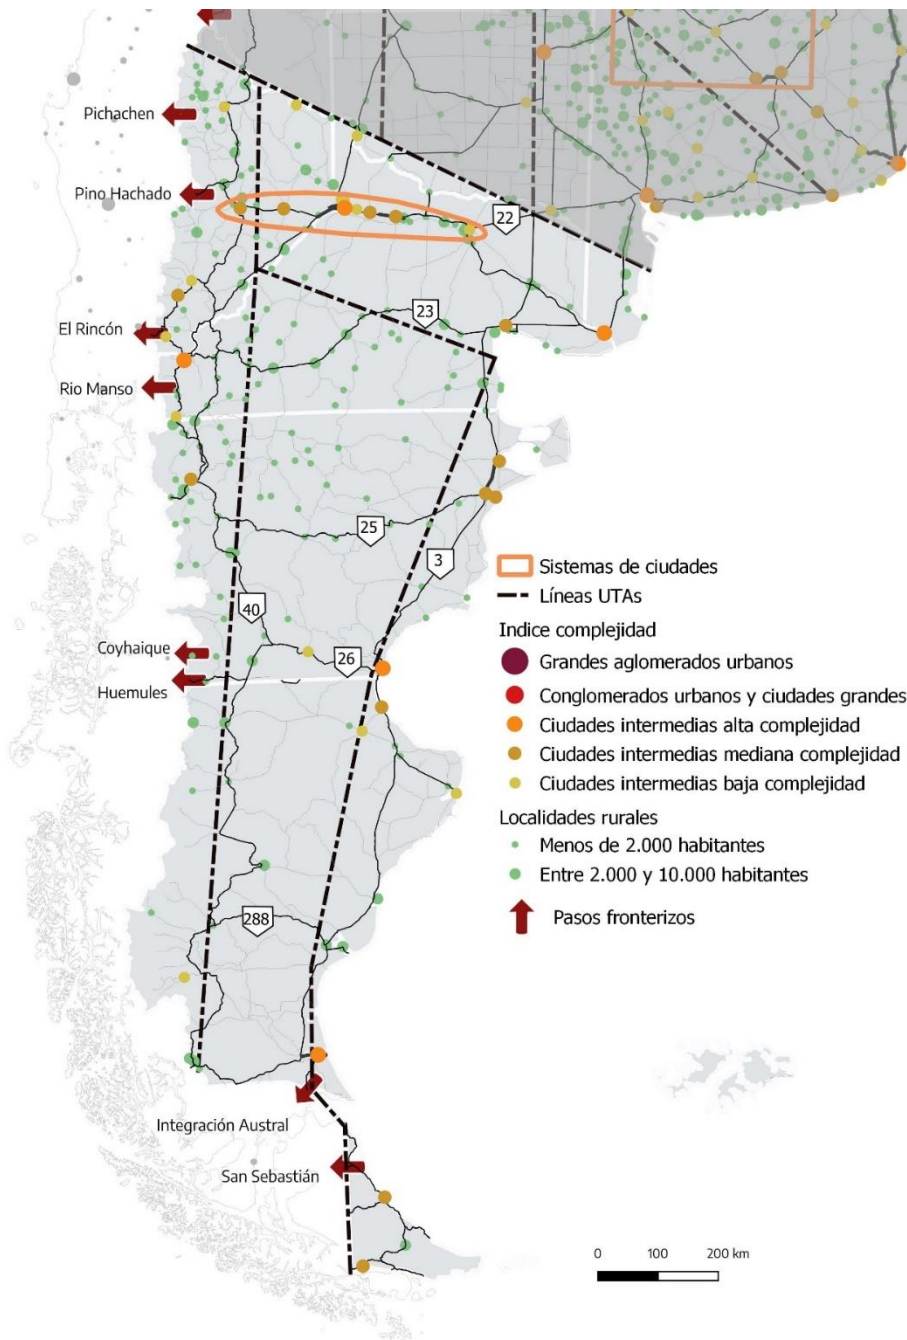 Pichachen
Pino Hachado
22
23
El Rincón
Rio Manso
25
3
40
26
Coyhaique
Huemules
288
Integración Austral
San Sebastián
Sistemas de ciudades
Líneas UTAs
Indice complejidad
Grandes aglomerados urbanos
Conglomerados urbanos y ciudades grandes
Ciudades intermedias alta complejidad
Ciudades intermedias mediana complejidad
Ciudades intermedias baja complejidad
Localidades rurales
Menos de 2.000 habitantes
Entre 2.000 y 10.000 habitantes
Pasos fronterizos
0 100 200 km